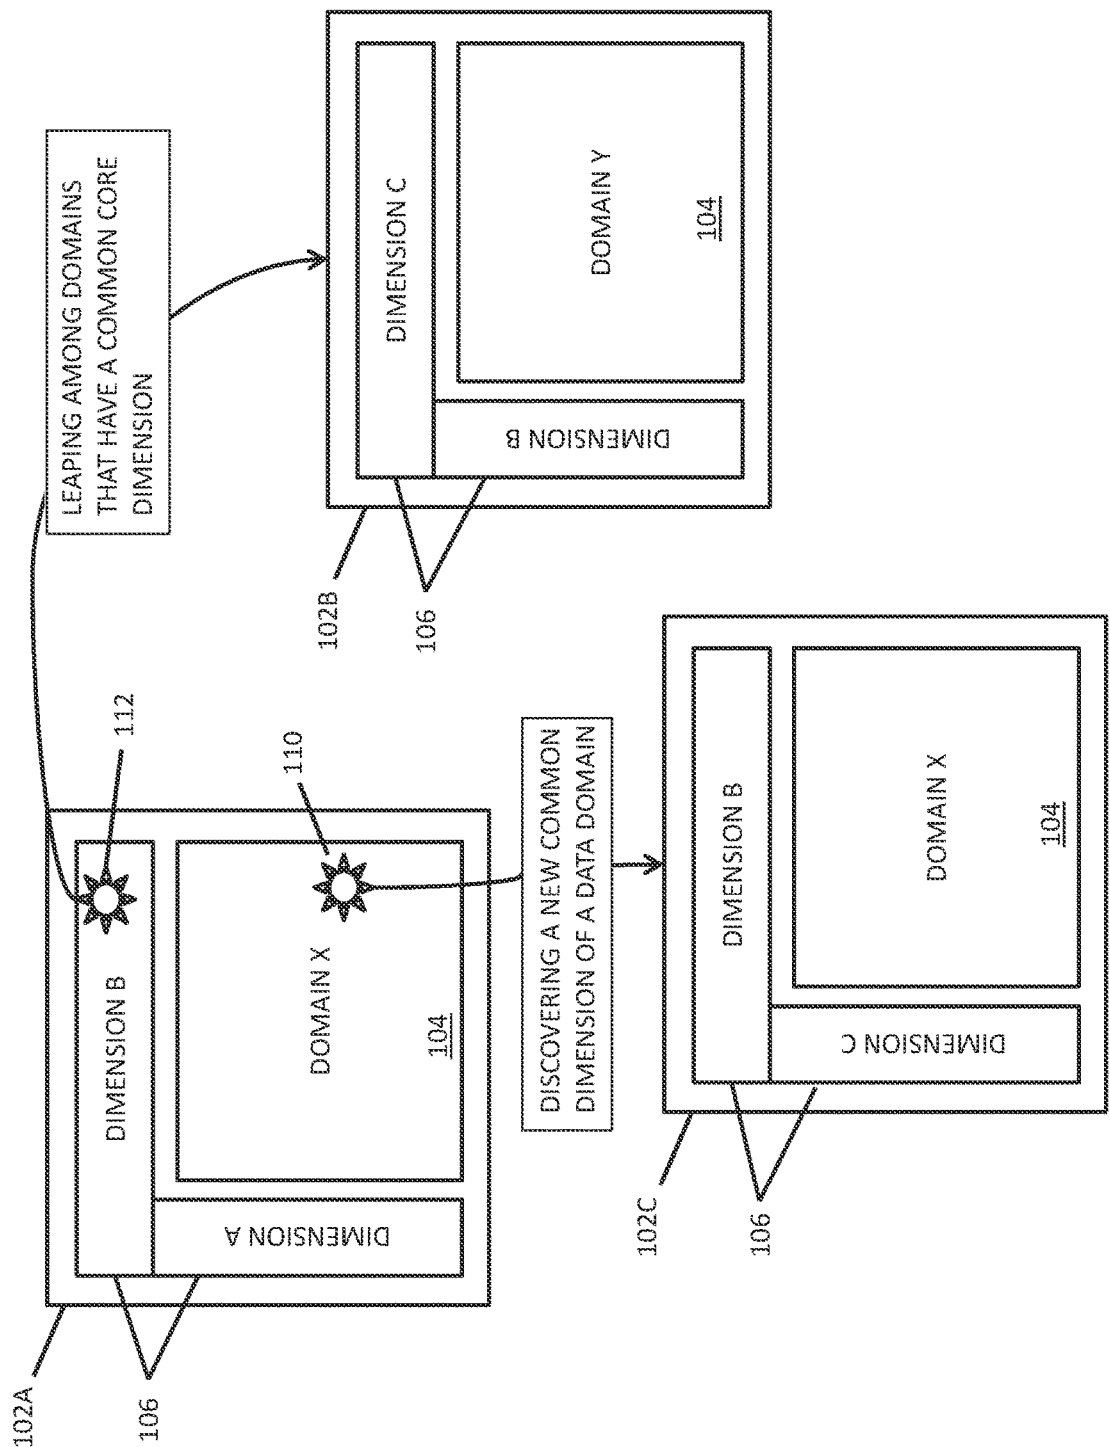 102A
106
DIMENSION B
112
DIMENSION A
DOMAIN X
104
110
LEAPING AMONG DOMAINS
THAT HAVE A COMMON CORE
DIMENSION
102B
106
DIMENSION C
DIMENSION B
DOMAIN Y
104
DISCOVERING A NEW COMMON
DIMENSION OF A DATA DOMAIN
102C
106
DIMENSION B
DIMENSION C
DOMAIN X
104